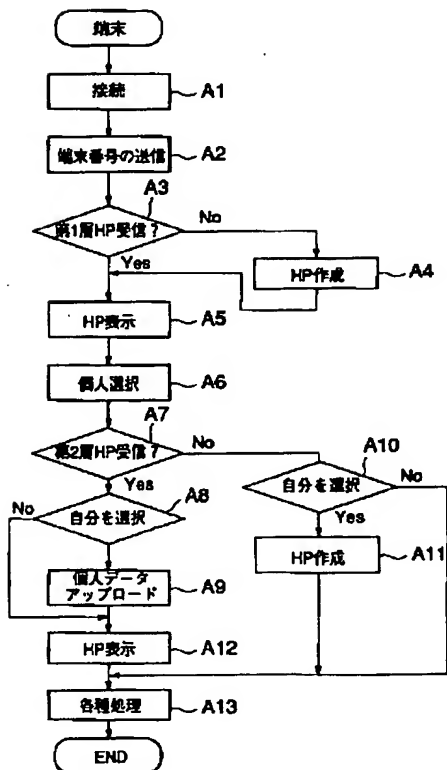 端末
接続
A1
端末番号の送信
A2
A3
第1層HP受信？
No
Yes
HP作成
A4
HP表示
A5
個人選択
A6
A7
第2層HP受信？
No
Yes
A8
No
自分を選択
A10
自分を選択
No
Yes
個人データ
アップロード
A9
HP作成
A11
HP表示
A12
各種処理
A13
END